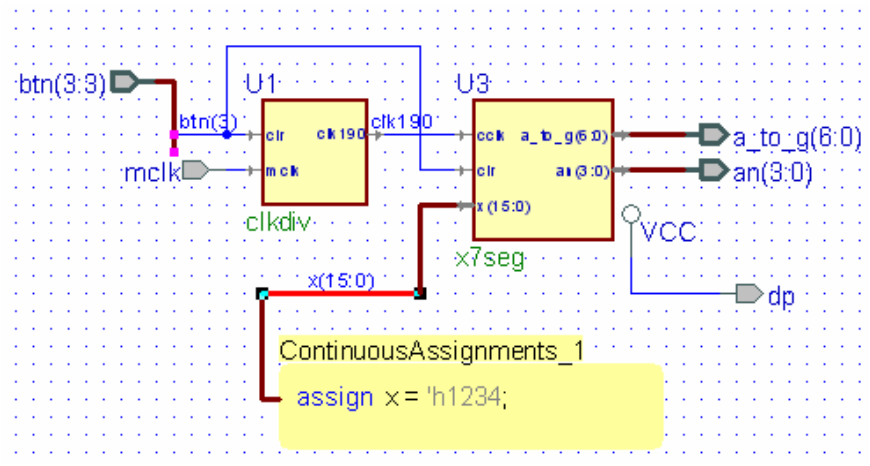 btn(3:3)
U1
U3
btn(3)
clk190
clr
clk190
cclk
a_to_g(6:0)
a_to_g(6:0)
mclk
mclk
clr
an(3:0)
an(3:0)
x(15:0)
clkdiv
VCC
x7seg
x(15:0)
dp
ContinuousAssignments_1
assign x = 'h1234;